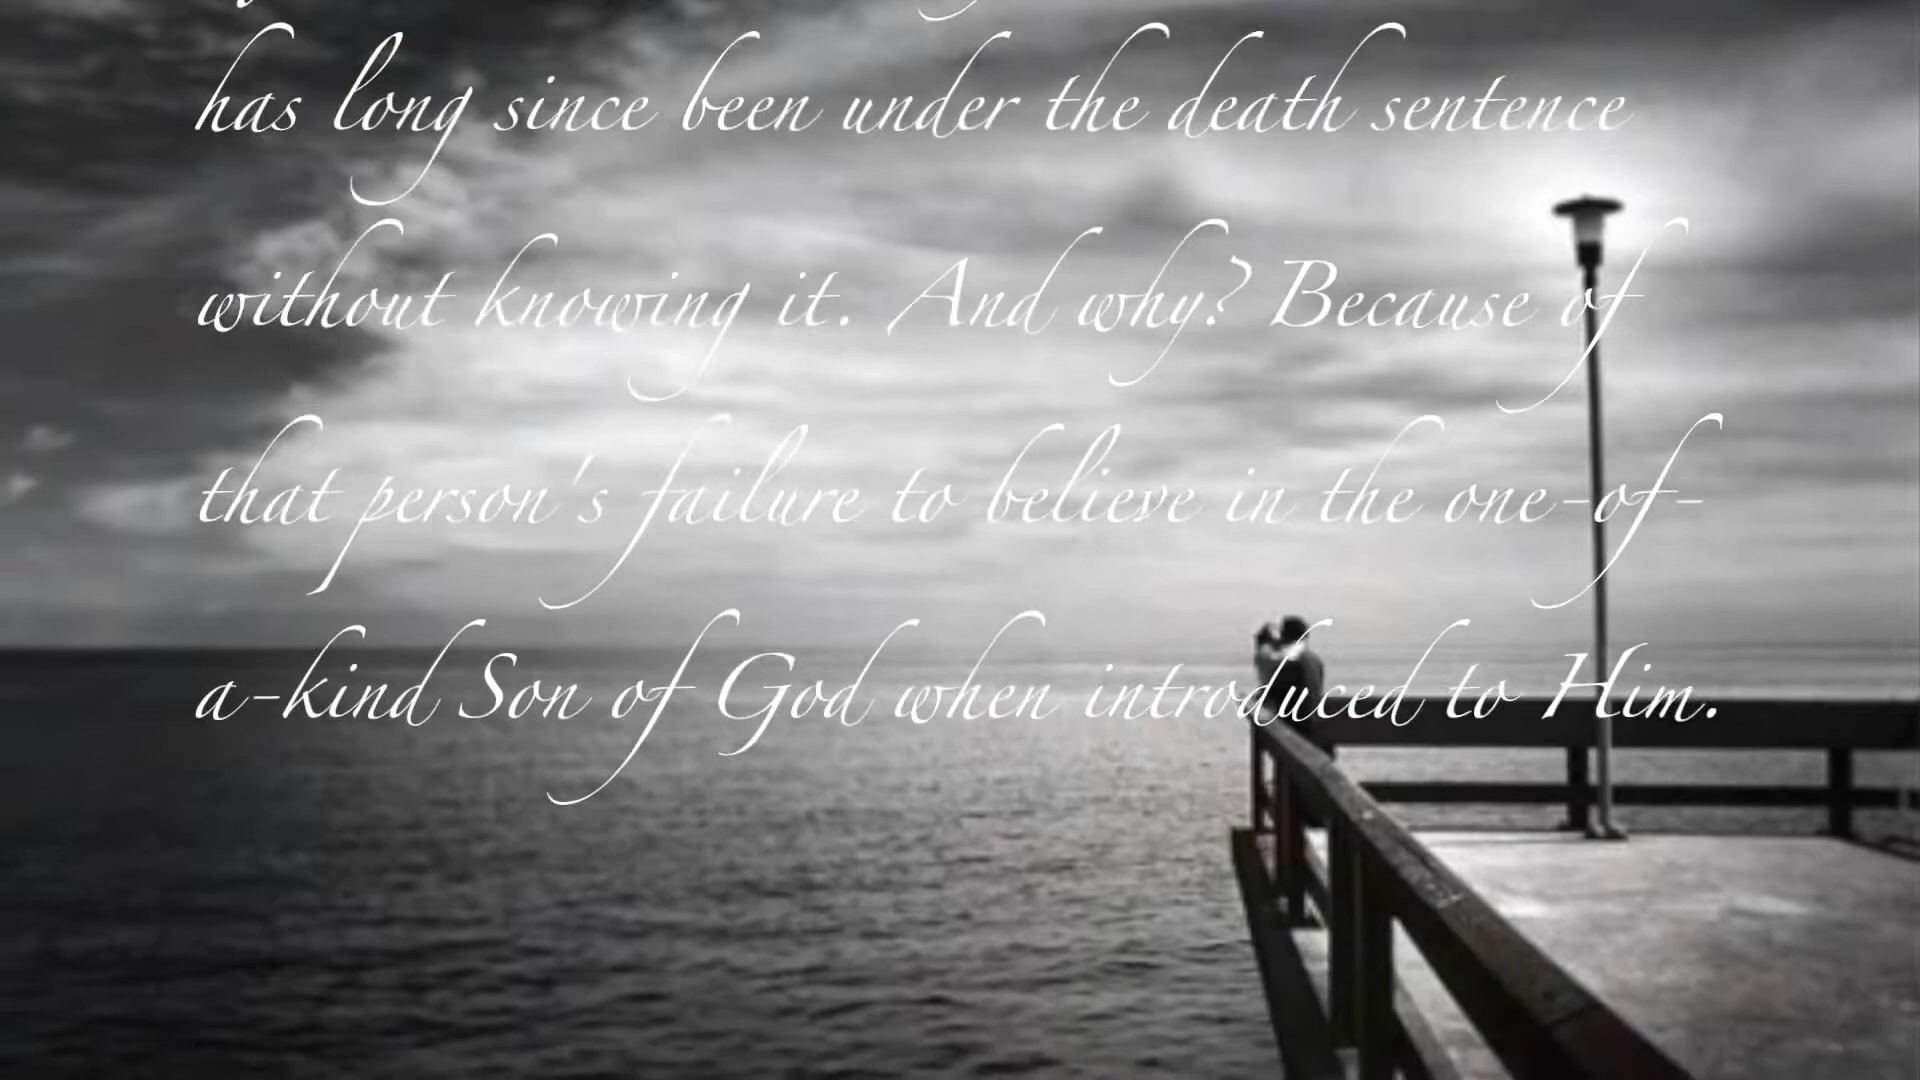 has long since been under the death sentence
without knowing it. And why? Because of
that person's failure to believe in the one-of-
a-kind Son of God when introduced to Him.